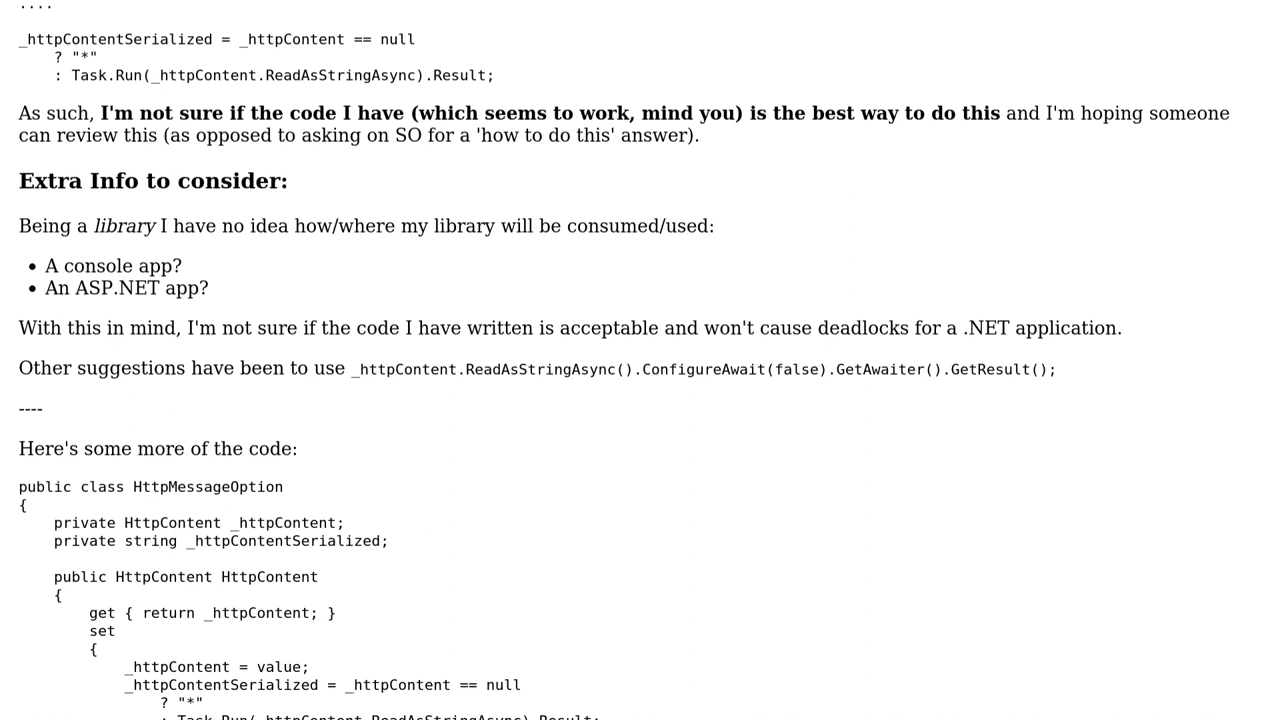 ....
_httpContentSerialized = _httpContent == null
    ? "*"
    : Task.Run(_httpContent.ReadAsStringAsync).Result;
As such, I'm not sure if the code I have (which seems to work, mind you) is the best way to do this and I'm hoping someone
can review this (as opposed to asking on SO for a 'how to do this' answer).
Extra Info to consider:
Being a library I have no idea how/where my library will be consumed/used:
• A console app?
• An ASP.NET app?
With this in mind, I'm not sure if the code I have written is acceptable and won't cause deadlocks for a .NET application.
Other suggestions have been to use _httpContent.ReadAsStringAsync().ConfigureAwait(false).GetAwaiter().GetResult();
----
Here's some more of the code:
public class HttpMessageOption
{
    private HttpContent _httpContent;
    private string _httpContentSerialized;
    public HttpContent HttpContent
    {
        get { return _httpContent; }
        set
        {
            _httpContent = value;
            _httpContentSerialized = _httpContent == null
                ? "*"
                : Task.Run(_httpContent.ReadAsStringAsync).Result;